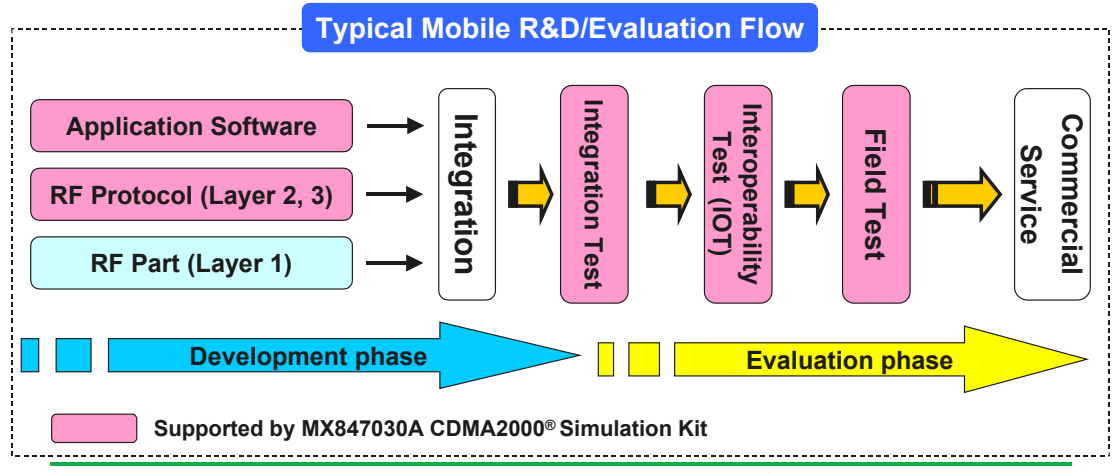 Typical Mobile R&D/Evaluation Flow
Application Software
RF Protocol (Layer 2, 3)
RF Part (Layer 1)
Integration
Integration Test
Interoperability
Test (IOT)
Field Test
Commercial
Service
Development phase
Evaluation phase
Supported by MX847030A CDMA2000® Simulation Kit